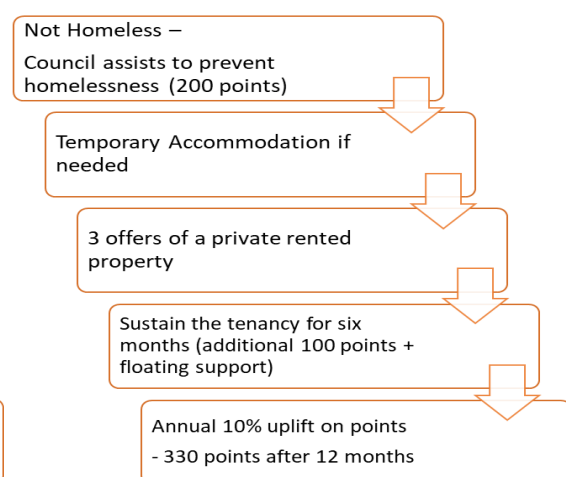 Not Homeless –
Council assists to prevent
homelessness (200 points)
Temporary Accommodation if
needed
3 offers of a private rented
property
Sustain the tenancy for six
months (additional 100 points +
floating support)
Annual 10% uplift on points
- 330 points after 12 months